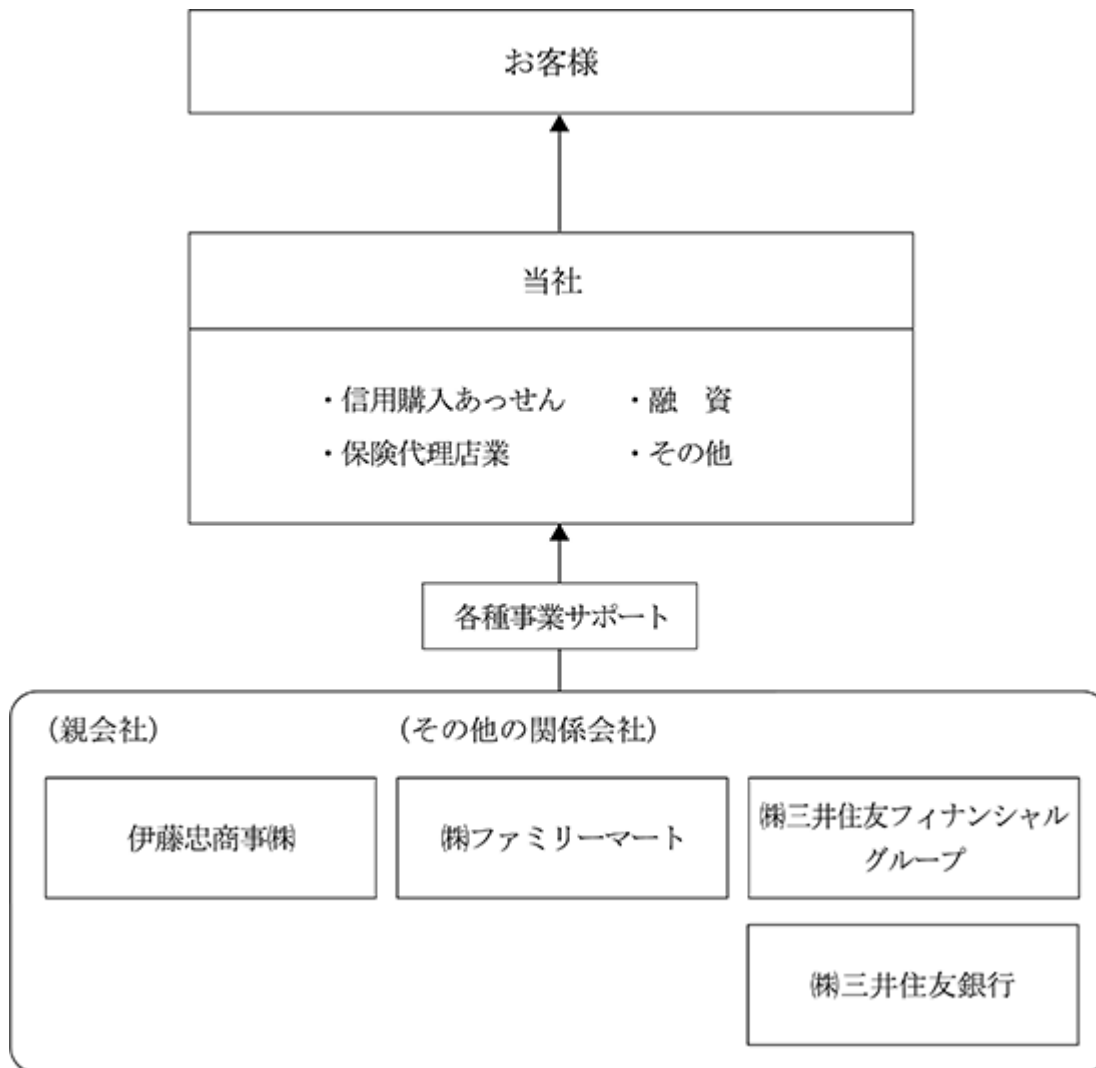 お客様
当社
・信用購入あっせん　・融　資
・保険代理店業　・その他
各種事業サポート
(親会社)　(その他の関係会社)
伊藤忠商事㈱
㈱ファミリーマート
㈱三井住友フィナンシャル
グループ
㈱三井住友銀行